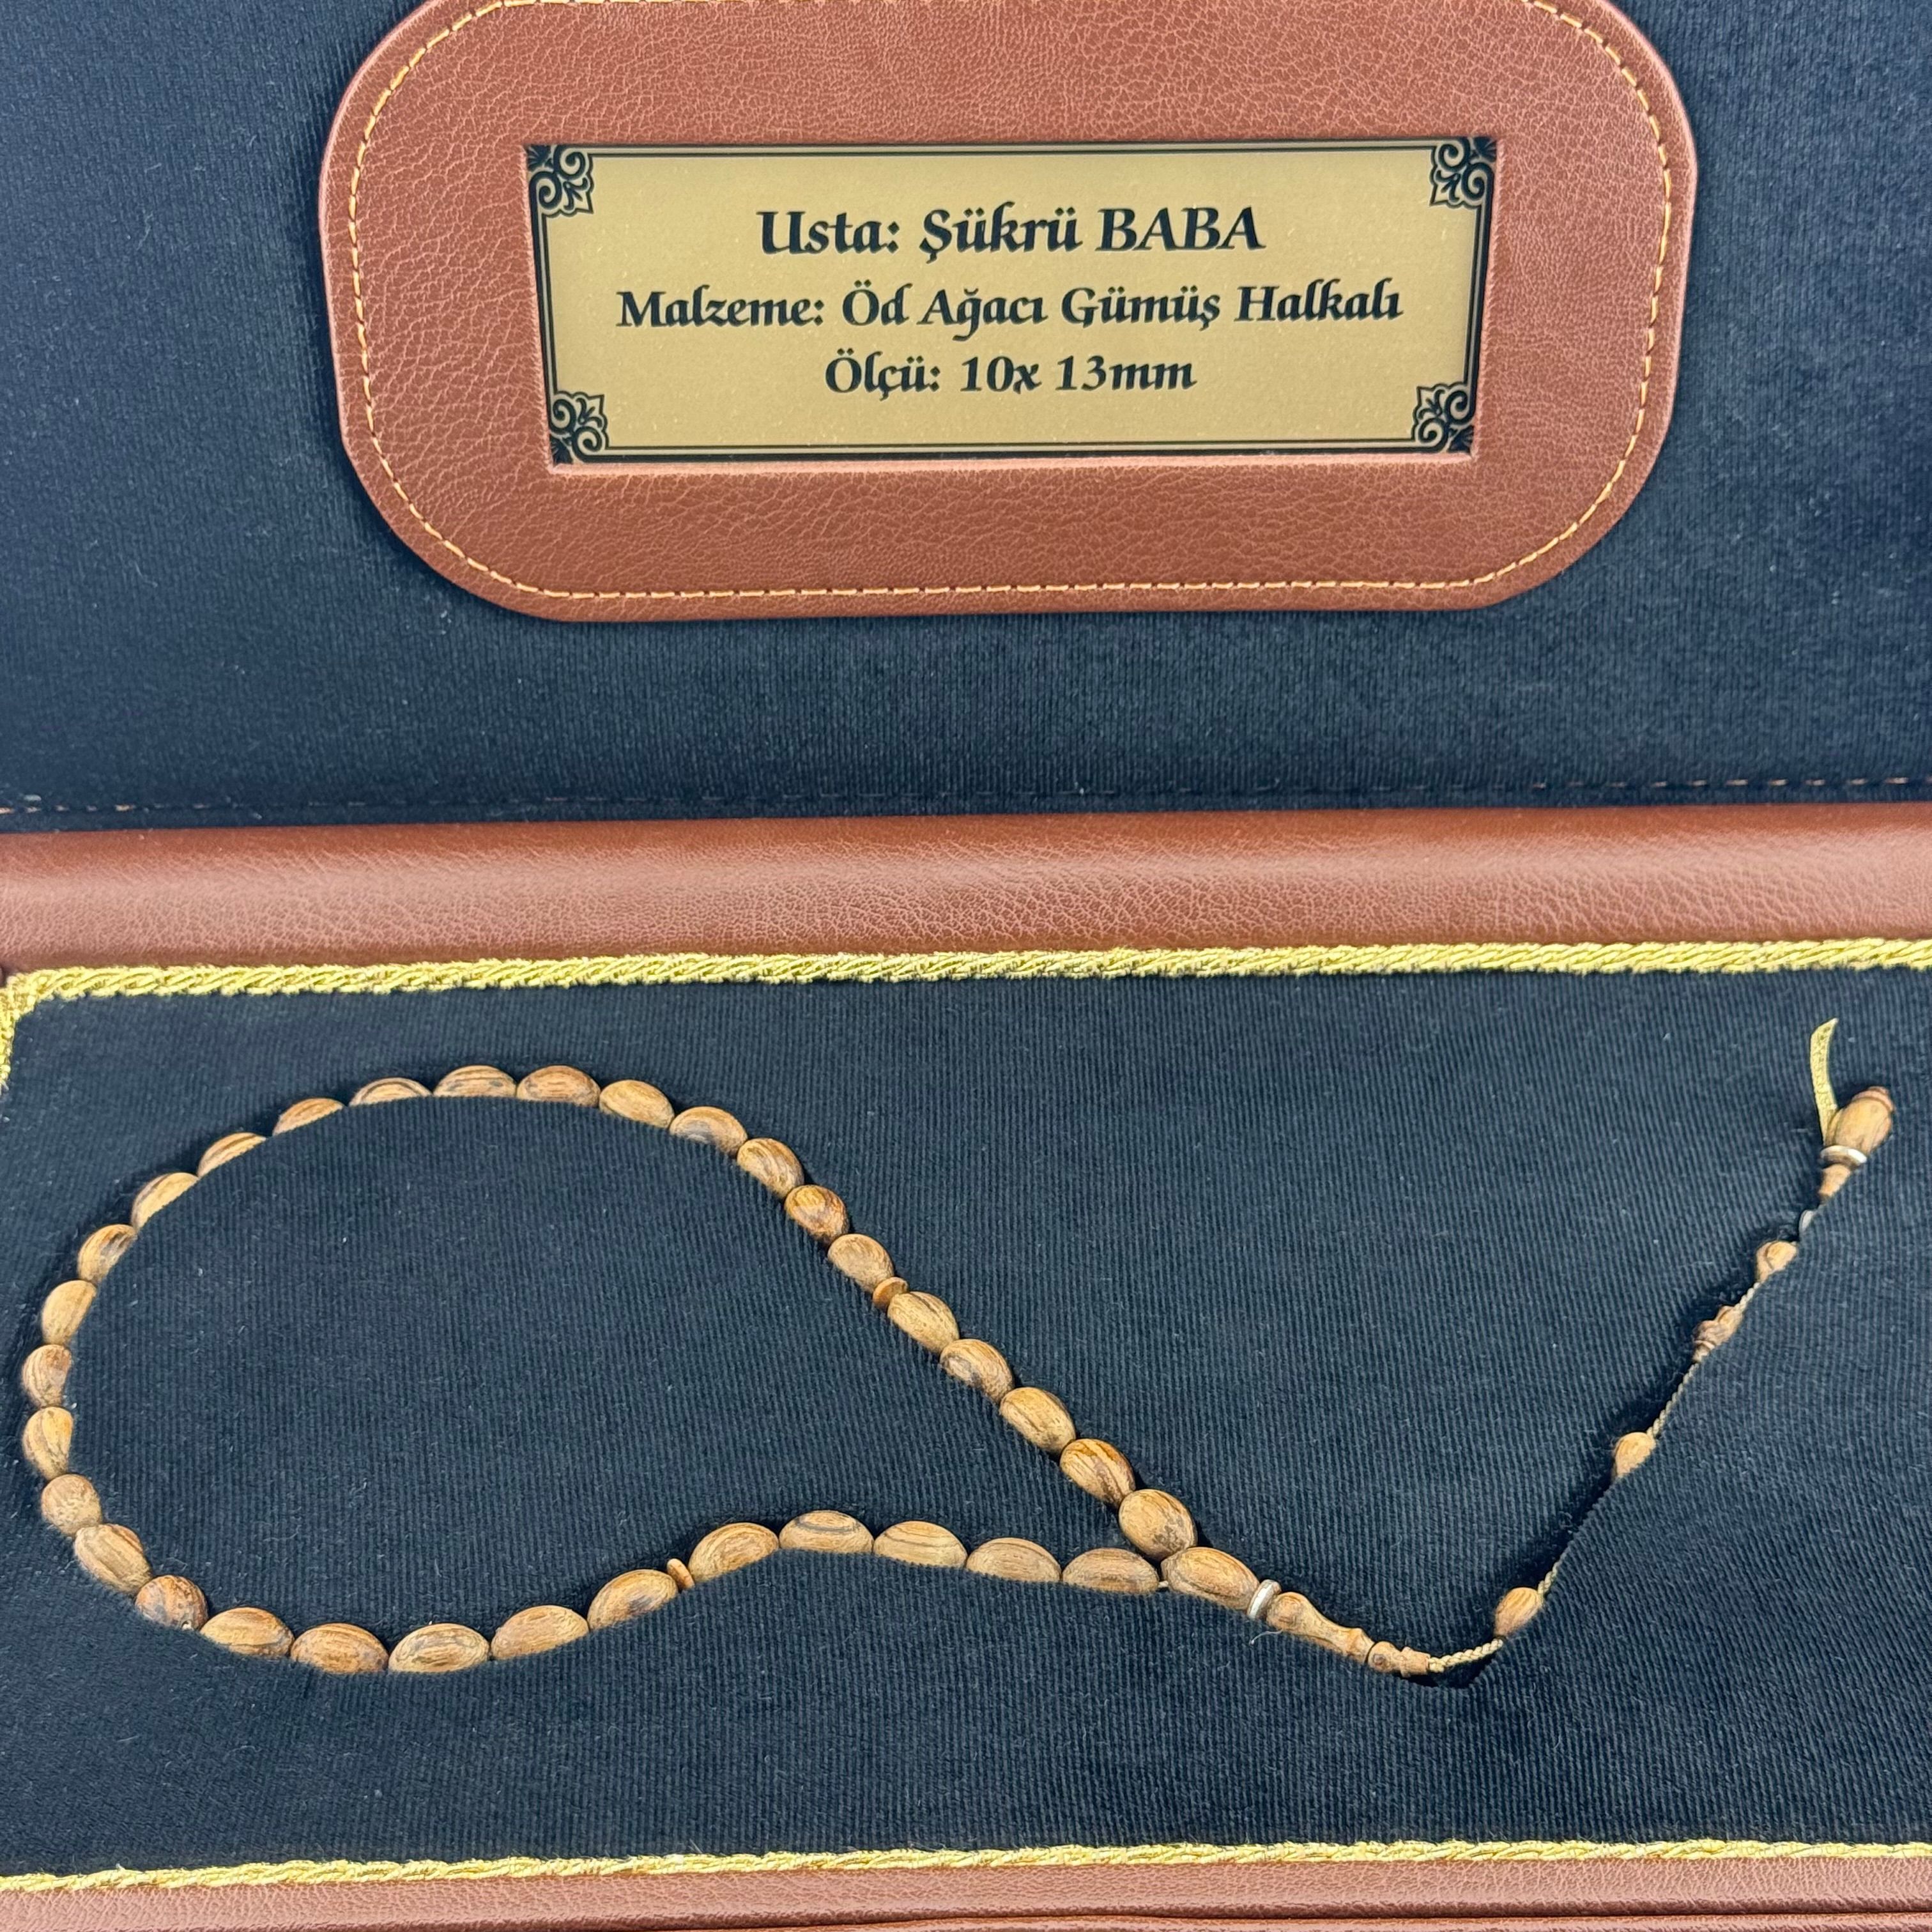 Usta: Şükrü BABA
Malzeme: Öd Ağacı Gümüş Halkalı
Ölçü: 10x 13mm